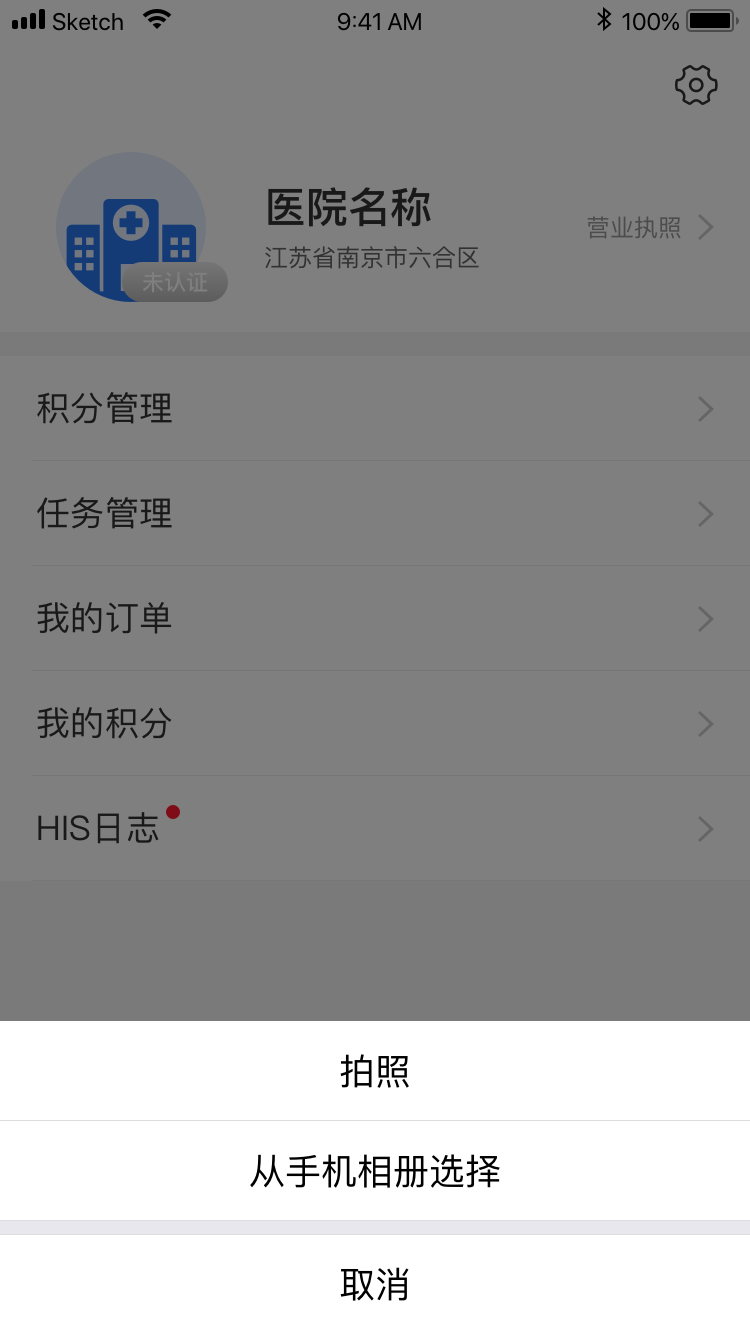 Sketch 9:41 AM 100%
医院名称
江苏省南京市六合区
营业执照
未认证
积分管理
任务管理
我的订单
我的积分
HIS日志
拍照
从手机相册选择
取消